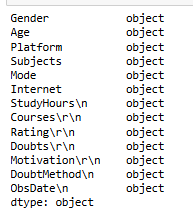 Gender object
Age object
Platform object
Subjects object
Mode object
Internet object
StudyHours\n object
Courses\r\n object
Rating\r\n object
Doubts\r\n object
Motivation\r\n object
DoubtMethod\n object
ObsDate\n object
dtype: object